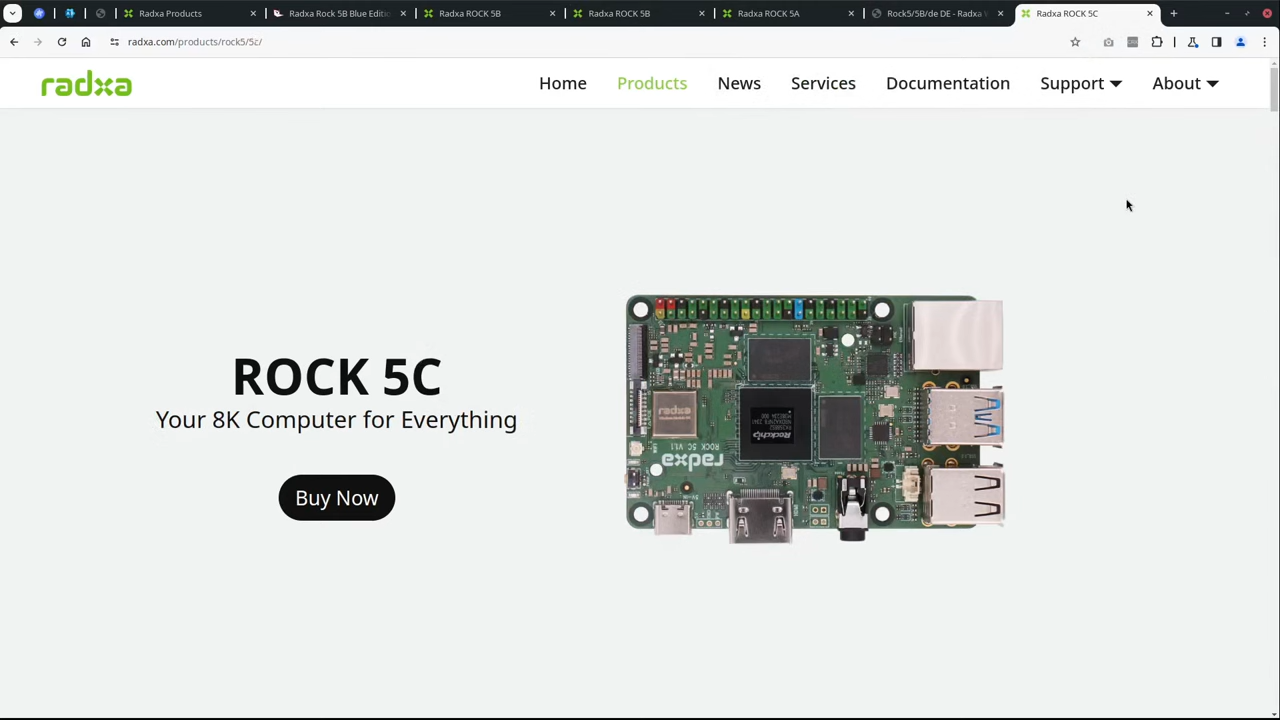 Radxa Products
Radxa Rock 5B Blue Editi
Radxa ROCK 5B
Radxa ROCK 5B
Radxa ROCK 5A
Rock5/5B/de DE - Radxa
Radxa ROCK 5C
radxa.com/products/rock5/5c/
radxa
Home
Products
News
Services
Documentation
Support
About
ROCK 5C
Your 8K Computer for Everything
Buy Now
radxa
Rockchip
ROCK 5C V1.1
radxa